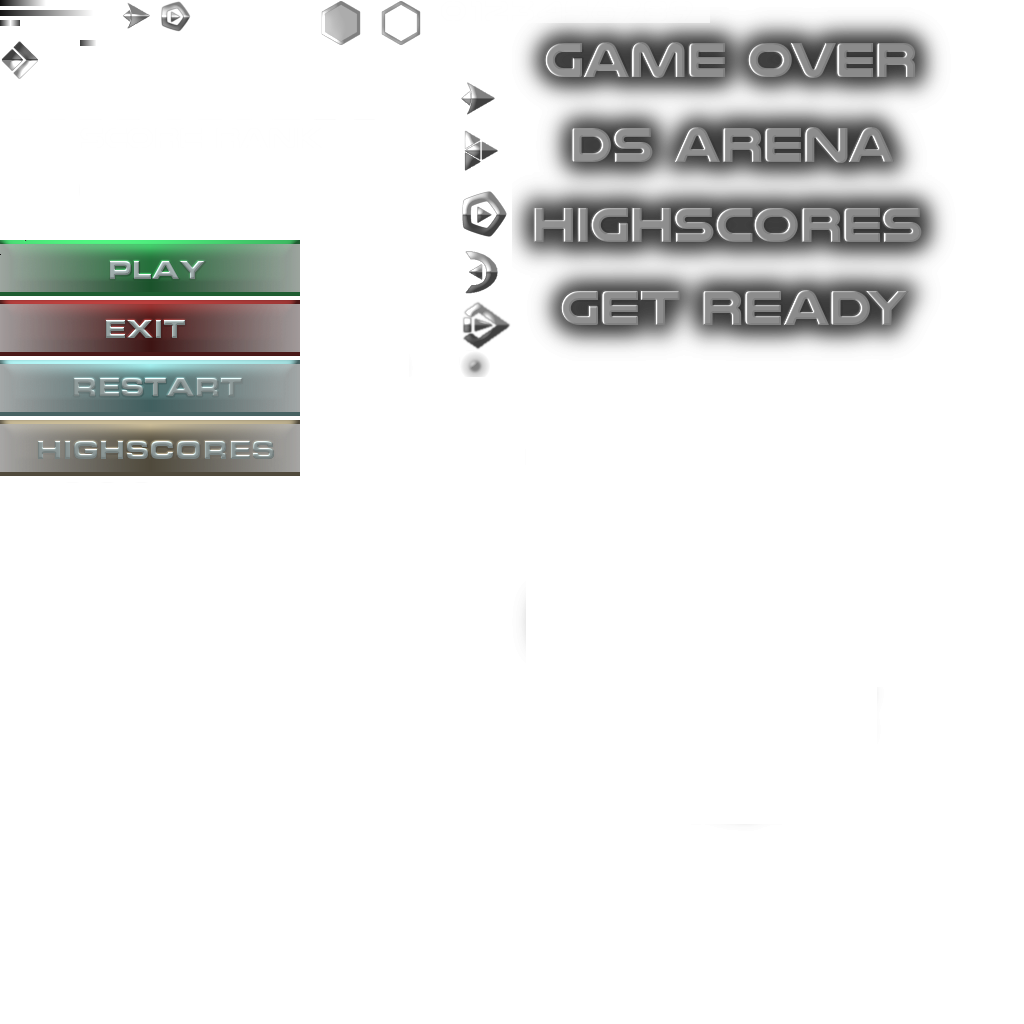 GAME OVER
DS ARENA
HIGHSCORES
GET READY
PLAY
EXIT
RESTART
HIGHSCORES